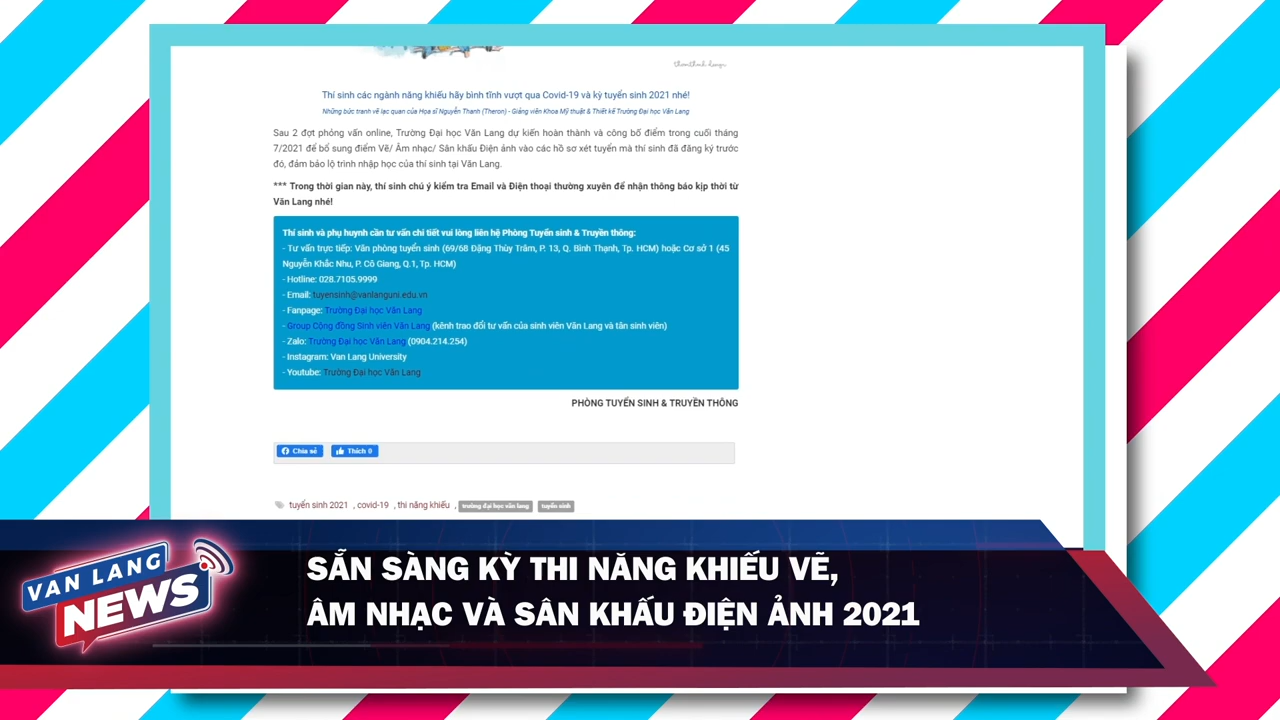 thanhthanh design
Thí sinh các ngành năng khiếu hãy bình tĩnh vượt qua Covid-19 và kỳ tuyển sinh 2021 nhé!
Những bức tranh vẽ lạc quan của Họa sĩ Nguyễn Thanh (Theron) - Giảng viên Khoa Mỹ thuật & Thiết kế Trường Đại học Văn Lang
Sau 2 đợt phỏng vấn online, Trường Đại học Văn Lang dự kiến hoàn thành và công bố điểm trong cuối tháng
7/2021 để bổ sung điểm Vẽ/ Âm nhạc/ Sân khấu Điện ảnh vào các hồ sơ xét tuyển mà thí sinh đã đăng ký trước
đó, đảm bảo lộ trình nhập học của thí sinh tại Văn Lang.
*** Trong thời gian này, thí sinh chú ý kiểm tra Email và Điện thoại thường xuyên để nhận thông báo kịp thời từ
Văn Lang nhé!
Thí sinh và phụ huynh cần tư vấn chi tiết vui lòng liên hệ Phòng Tuyển sinh & Truyền thông:
- Tư vấn trực tiếp: Văn phòng tuyển sinh (69/68 Đặng Thùy Trâm, P. 13, Q. Bình Thạnh, Tp. HCM) hoặc Cơ sở 1 (45
Nguyễn Khắc Nhu, P. Cô Giang, Q.1, Tp. HCM)
- Hotline: 028.7105.9999
- Email: tuyensinh@vanlanguni.edu.vn
- Fanpage: Trường Đại học Văn Lang
- Group Cộng đồng Sinh viên Văn Lang (kênh trao đổi tư vấn của sinh viên Văn Lang và tân sinh viên)
- Zalo: Trường Đại học Văn Lang (0904.214.254)
- Instagram: Van Lang University
- Youtube: Trường Đại học Văn Lang
PHÒNG TUYỂN SINH & TRUYỀN THÔNG
Chia sẻ Thích 0
tuyển sinh 2021 , covid-19 , thi năng khiếu , trường đại học văn lang tuyển sinh
VAN LANG
NEWS
SẴN SÀNG KỲ THI NĂNG KHIẾU VẼ,
ÂM NHẠC VÀ SÂN KHẤU ĐIỆN ẢNH 2021